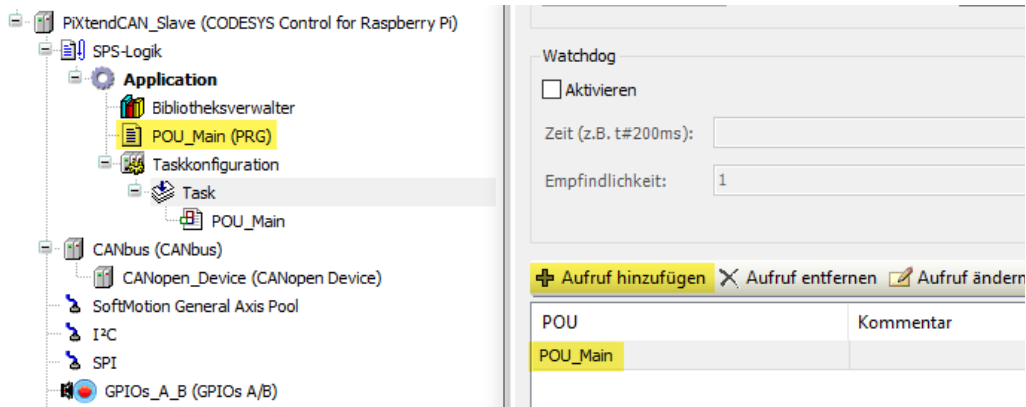 PiXtendCAN_Slave (CODESYS Control for Raspberry Pi)
SPS-Logik
Application
Bibliotheksverwalter
POU_Main (PRG)
Taskkonfiguration
Task
POU_Main
CANbus (CANbus)
CANopen_Device (CANopen Device)
SoftMotion General Axis Pool
I²C
SPI
GPIOs_A_B (GPIOs A/B)
Watchdog
Aktivieren
Zeit (z.B. t#200ms):
Empfindlichkeit: 1
Aufruf hinzufügen Aufruf entfernen Aufruf ändern
POU Kommentar
POU_Main